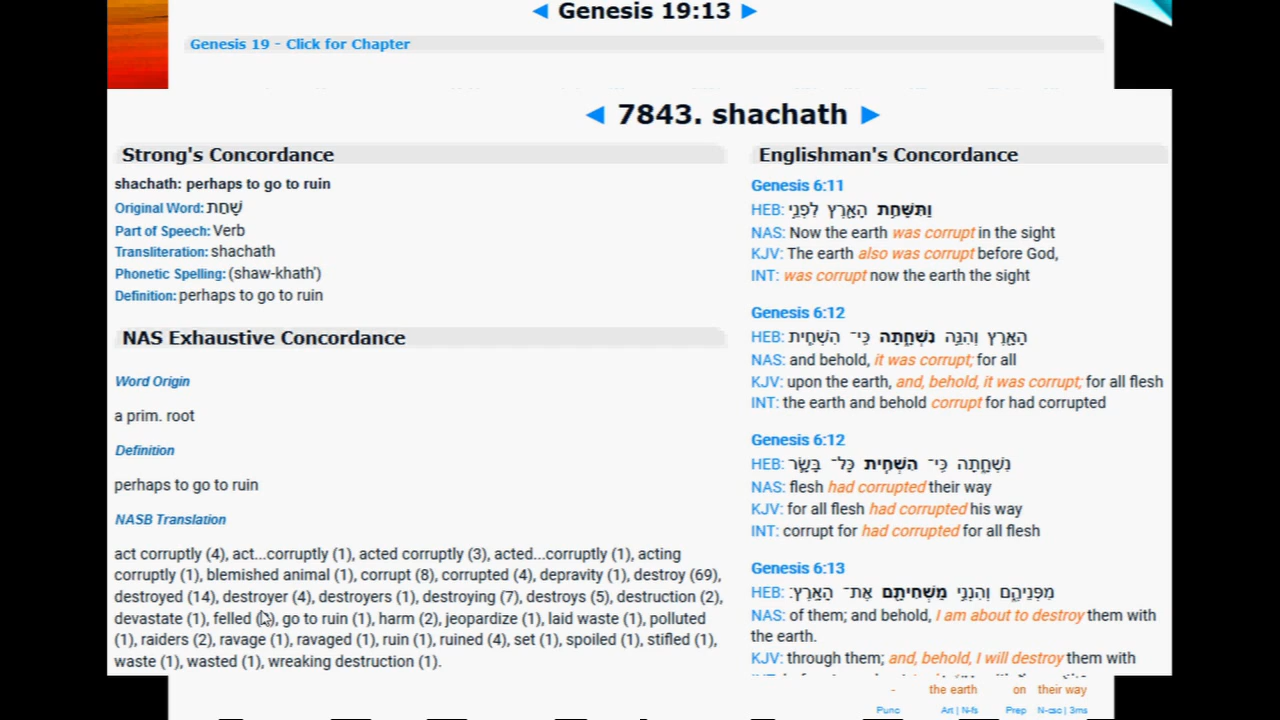 ◄ Genesis 19:13 ►
Genesis 19 - Click for Chapter
◄ 7843. shachath ►
Strong's Concordance
shachath: perhaps to go to ruin
Original Word: שָׁחַת
Part of Speech: Verb
Transliteration: shachath
Phonetic Spelling: (shaw-khath')
Definition: perhaps to go to ruin
NAS Exhaustive Concordance
Word Origin
a prim. root
Definition
perhaps to go to ruin
NASB Translation
act corruptly (4), act...corruptly (1), acted corruptly (3), acted...corruptly (1), acting
corruptly (1), blemished animal (1), corrupt (8), corrupted (4), depravity (1), destroy (69),
destroyed (14), destroyer (4), destroyers (1), destroying (7), destroys (5), destruction (2),
devastate (1), felled go to ruin (1), harm (2), jeopardize (1), laid waste (1), polluted
(1), raiders (2), ravage (1), ravaged (1), ruin (1), ruined (4), set (1), spoiled (1), stifled (1),
waste (1), wasted (1), wreaking destruction (1).
Englishman's Concordance
Genesis 6:11
HEB: וַתִּשָּׁחֵ֥ת הָאָ֖רֶץ לִפְנֵ֣י
NAS: Now the earth was corrupt in the sight
KJV: The earth also was corrupt before God,
INT: was corrupt now the earth the sight
Genesis 6:12
HEB: הָאָ֖רֶץ וְהִנֵּ֣ה נִשְׁחָ֑תָה כִּֽי־ הִשְׁחִ֧ית
NAS: and behold, it was corrupt; for all
KJV: upon the earth, and, behold, it was corrupt; for all flesh
INT: the earth and behold corrupt for had corrupted
Genesis 6:12
HEB: נִשְׁחָ֑תָה כִּֽי־ הִשְׁחִ֧ית כָּל־ בָּשָׂ֛ר
NAS: flesh had corrupted their way
KJV: for all flesh had corrupted his way
INT: corrupt for had corrupted for all flesh
Genesis 6:13
HEB: מִפְּנֵיהֶ֑ם וְהִנְנִ֥י מַשְׁחִיתָ֖ם אֶת־ הָאָֽרֶץ׃
NAS: of them; and behold, I am about to destroy them with
the earth.
KJV: through them; and, behold, I will destroy them with
- the earth on their way
Punc Art | N-fs Prep N-csc | 3ms